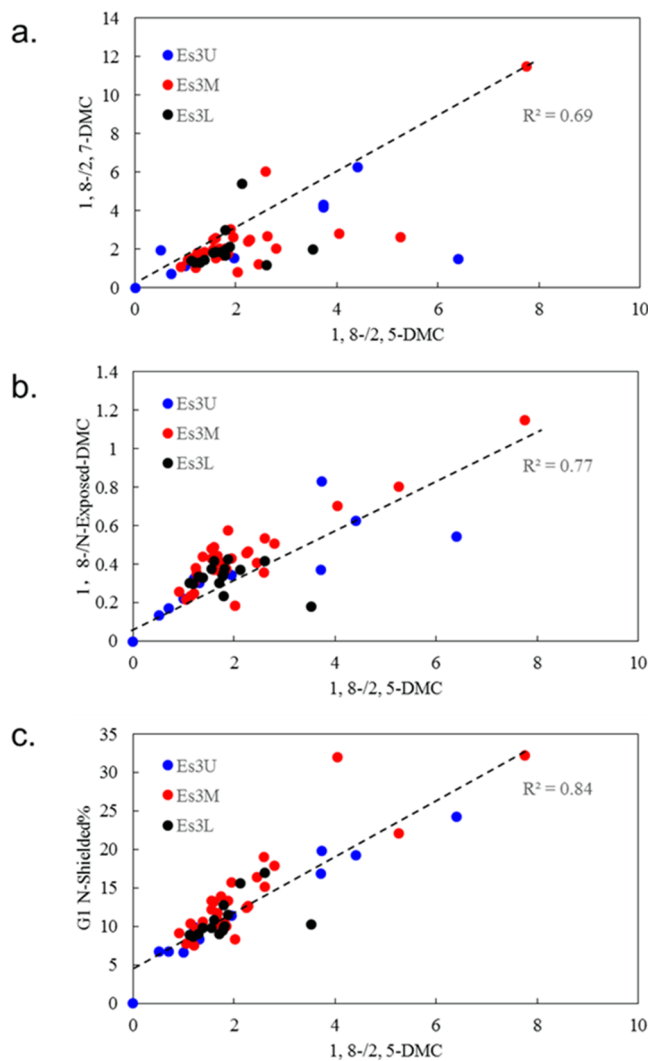 a.
1, 8-/2, 7-DMC
14
12
10
8
6
4
2
0
Es3U
Es3M
Es3L
R² = 0.69
0 2 4 6 8 10
1, 8-/2, 5-DMC
b.
1, 8-/N-Exposed-DMC
1.4
1.2
1
0.8
0.6
0.4
0.2
0
Es3U
Es3M
Es3L
R² = 0.77
0 2 4 6 8 10
1, 8-/2, 5-DMC
c.
G1 N-Shielded%
35
30
25
20
15
10
5
0
Es3U
Es3M
Es3L
R² = 0.84
0 2 4 6 8 10
1, 8-/2, 5-DMC